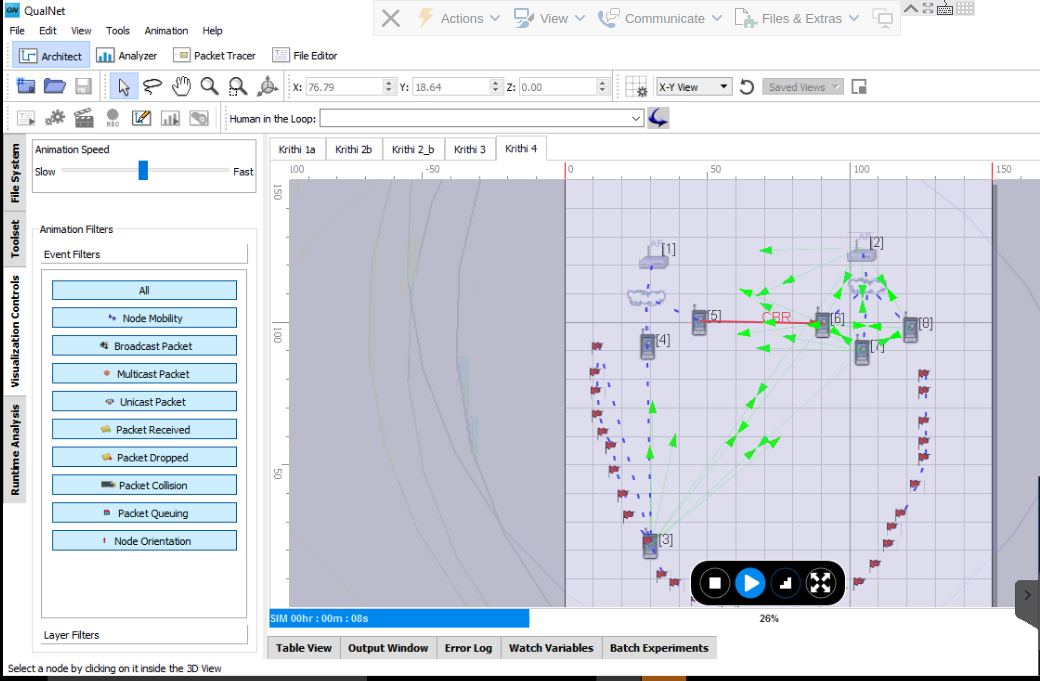 QualNet
Actions View Communicate Files & Extras
File Edit View Tools Animation Help
Architect Analyzer Packet Tracer File Editor
X: 76.79 Y: 18.64 Z: 0.00 X-Y View Saved Views
REC Human in the Loop:
File System
Toolset
Visualization Controls
Runtime Analysis
Animation Speed
Slow Fast
Animation Filters
Event Filters
All
Node Mobility
Broadcast Packet
Multicast Packet
Unicast Packet
Packet Received
Packet Dropped
Packet Collision
Packet Queuing
Node Orientation
Layer Filters
Krithi 1a Krithi 2b Krithi 2_b Krithi 3 Krithi 4
100 -50 0 50 100 150
150
100
50
AP [1]
AP [2]
[5] CBR [6] [8]
[4] [7]
[3]
SIM 00hr : 00m : 08s 26%
Table View Output Window Error Log Watch Variables Batch Experiments
Select a node by clicking on it inside the 3D View